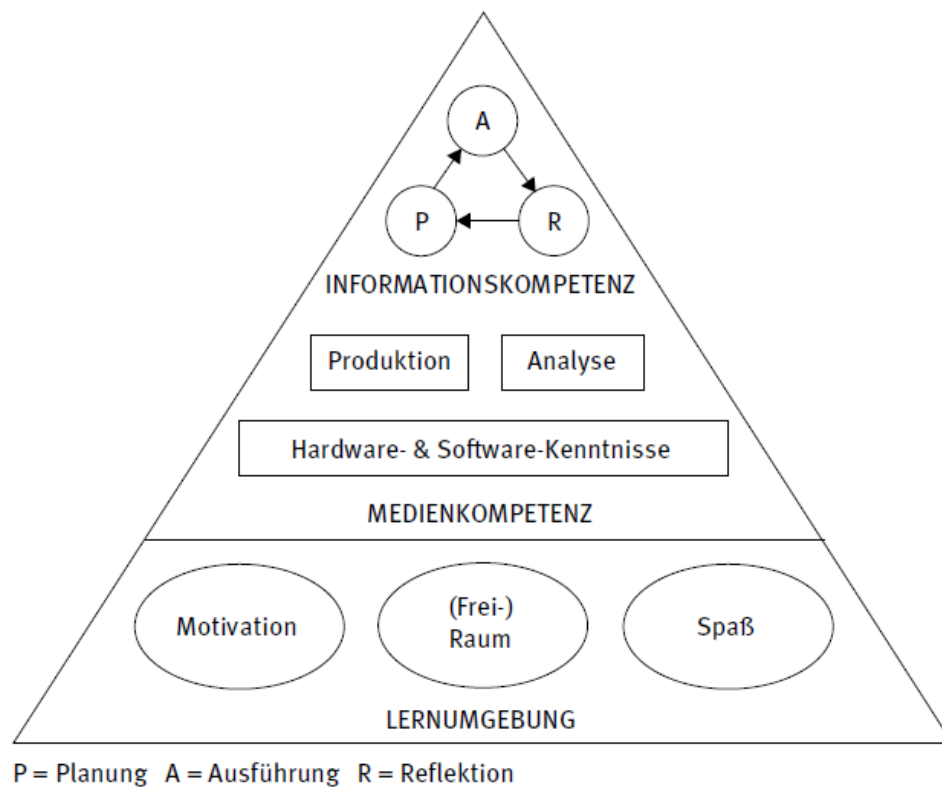 A
P
R
INFORMATIONSKOMPETENZ
Produktion
Analyse
Hardware- & Software-Kenntnisse
MEDIENKOMPETENZ
Motivation
(Frei-)
Raum
Spaß
LERNUMGEBUNG
P = Planung A = Ausführung R = Reflektion